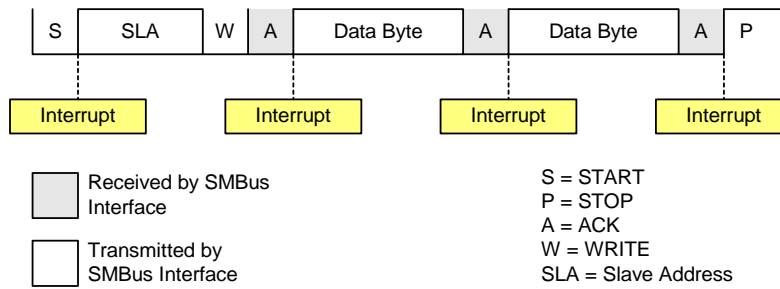 S SLA W A Data Byte A Data Byte A P
Interrupt Interrupt Interrupt Interrupt
Received by SMBus
Interface
Transmitted by
SMBus Interface
S = START
P = STOP
A = ACK
W = WRITE
SLA = Slave Address